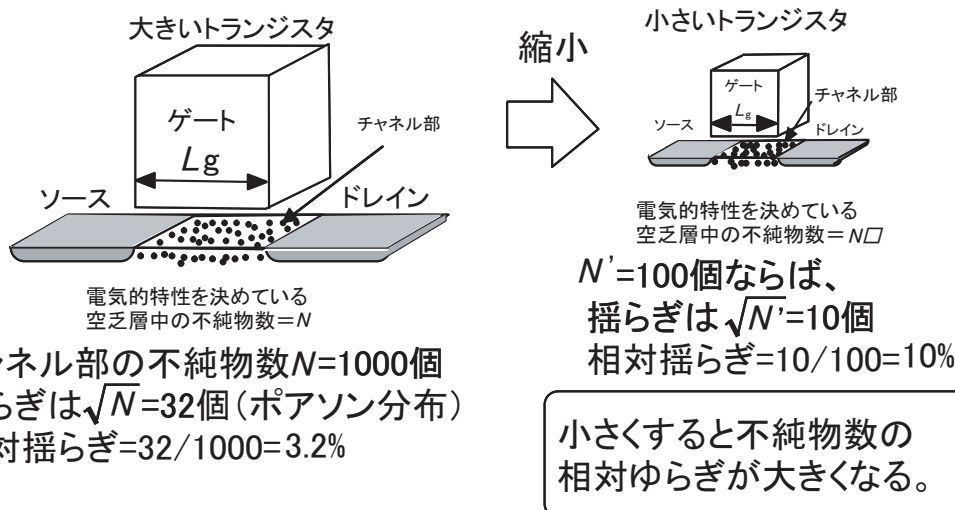 大きいトランジスタ
ゲート
Lg
チャネル部
ソース
ドレイン
電気的特性を決めている
空乏層中の不純物数=N
ネル部の不純物数N=1000個
らぎは√N=32個(ポアソン分布)
対揺らぎ=32/1000=3.2%
縮小
小さいトランジスタ
ゲート
Lg
チャネル部
ソース
ドレイン
電気的特性を決めている
空乏層中の不純物数=N□
N'=100個ならば、
揺らぎは√N'=10個
相対揺らぎ=10/100=10%
小さくすると不純物数の
相対ゆらぎが大きくなる。